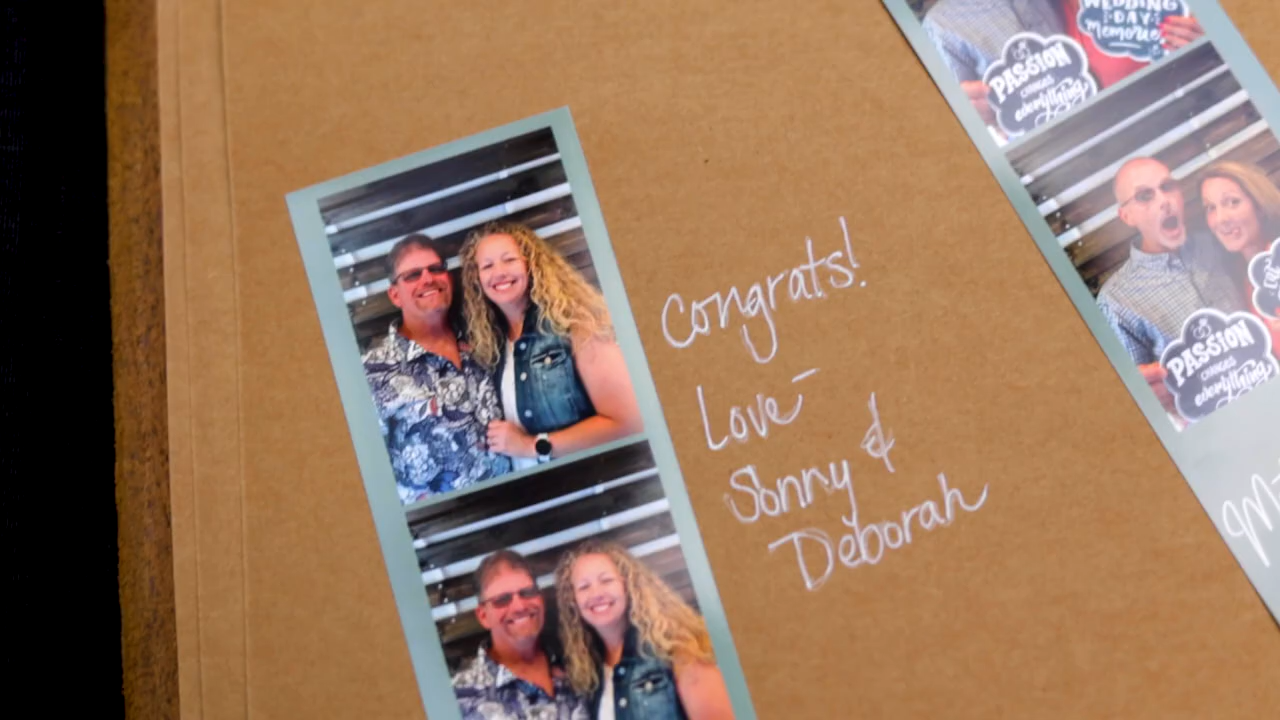 WEDDING
DAY
memories
PASSION
CHANGES
everything
Congrats!
Love-
Sonny &
Deborah
PASSION
CHANGES
everything